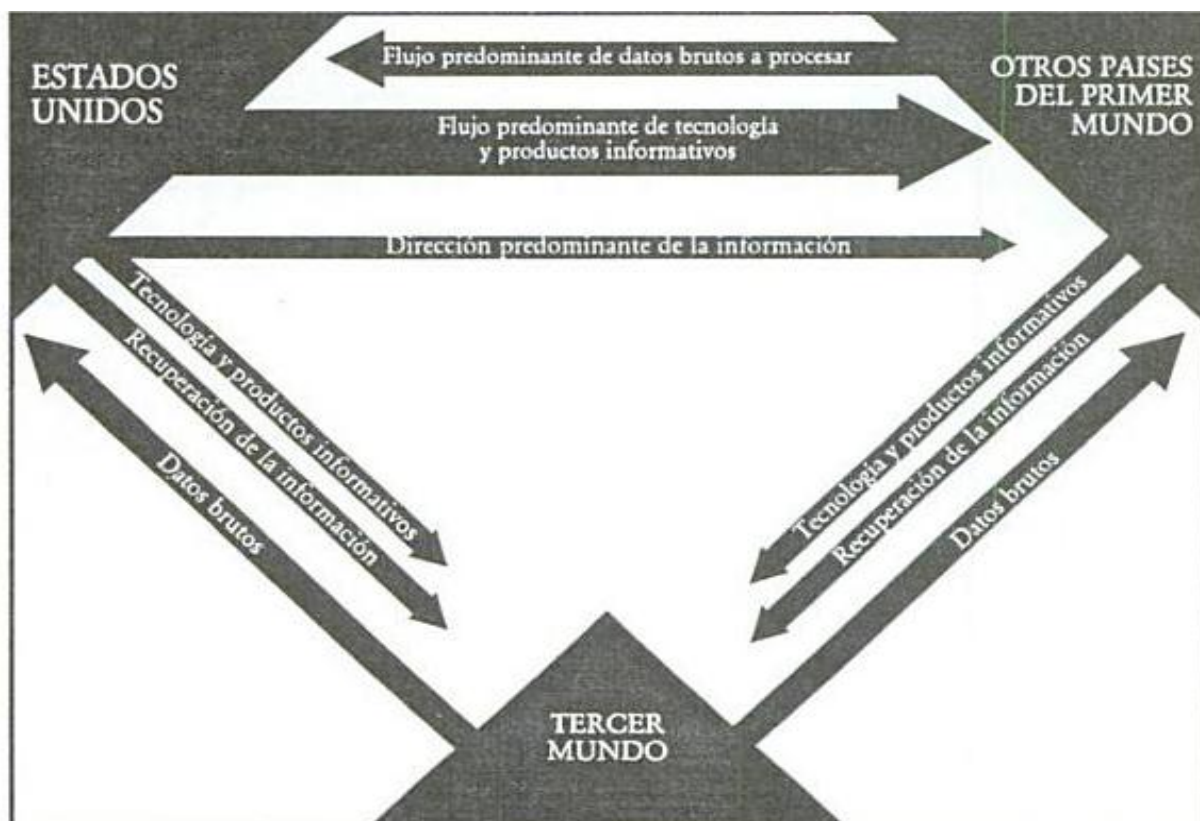 ESTADOS
UNIDOS
Flujo predominante de datos brutos a procesar
OTROS PAISES
DEL PRIMER
MUNDO
Flujo predominante de tecnología
y productos informativos
Dirección predominante de la información
Tecnología y productos informativos
Recuperación de la información
Datos brutos
Tecnología y productos informativos
Recuperación de la información
Datos brutos
TERCER
MUNDO